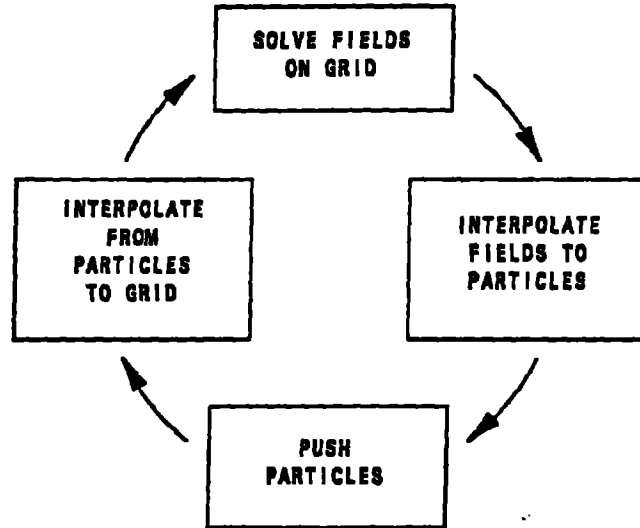 SOLVE FIELDS
ON GRID
INTERPOLATE
FROM
PARTICLES
TO GRID
INTERPOLATE
FIELDS TO
PARTICLES
PUSH
PARTICLES